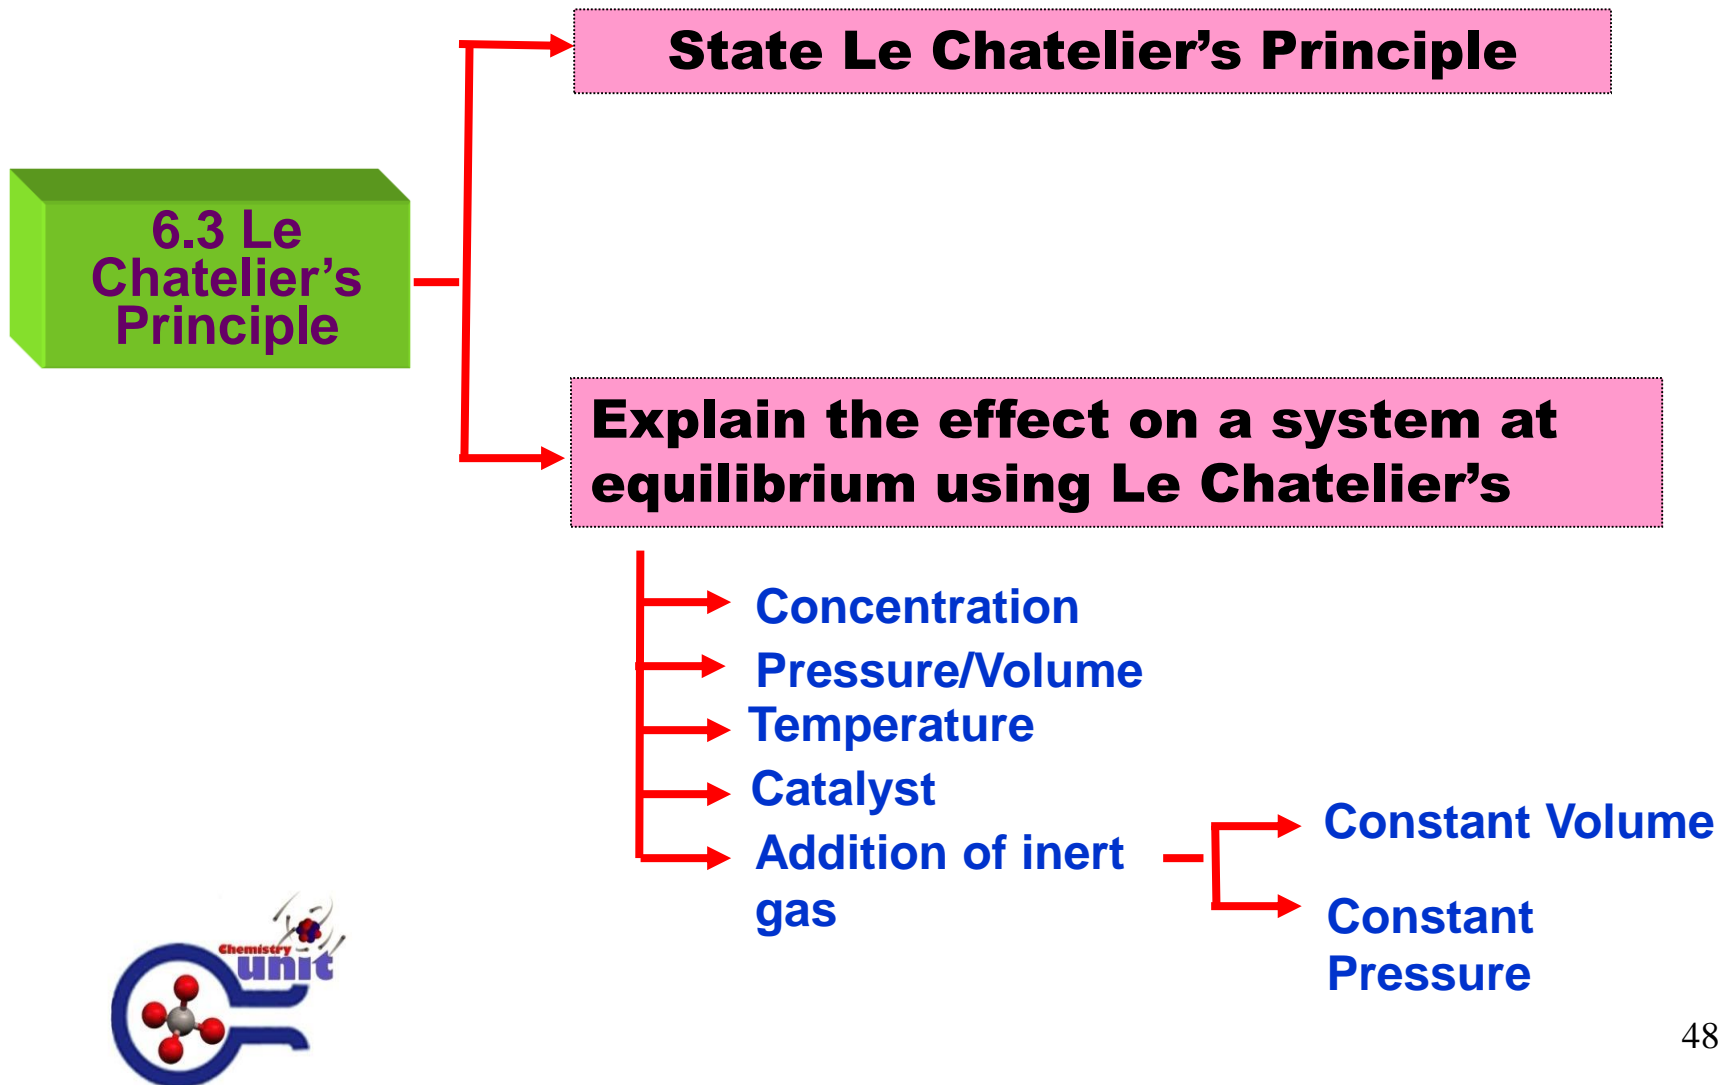 State Le Chatelier’s Principle
6.3 Le
Chatelier’s
Principle
Explain the effect on a system at
equilibrium using Le Chatelier’s
Concentration
Pressure/Volume
Temperature
Catalyst
Addition of inert
gas
Constant Volume
Constant
Pressure
Chemistry
unit
48